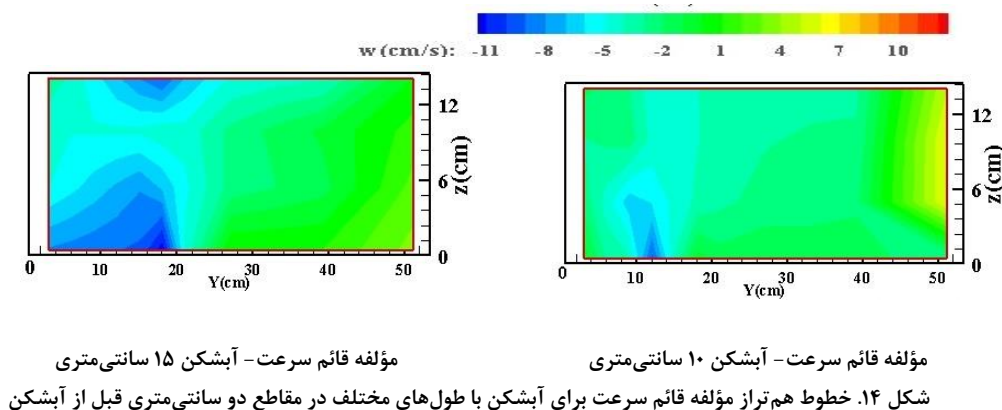 w (cm/s): -11 -8 -5 -2 1 4 7 10
12
6
0
z(cm)
0 10 20 30 40 50
Y(cm)
12
6
0
z(cm)
0 10 20 30 40 50
Y(cm)
مؤلفه قائم سرعت- آبشکن ۱۰ سانتی‌متری
مؤلفه قائم سرعت- آبشکن ۱۵ سانتی‌متری
شکل ۱۴. خطوط هم‌تراز مؤلفه قائم سرعت برای آبشکن با طول‌های مختلف در مقاطع دو سانتی‌متری قبل از آبشکن